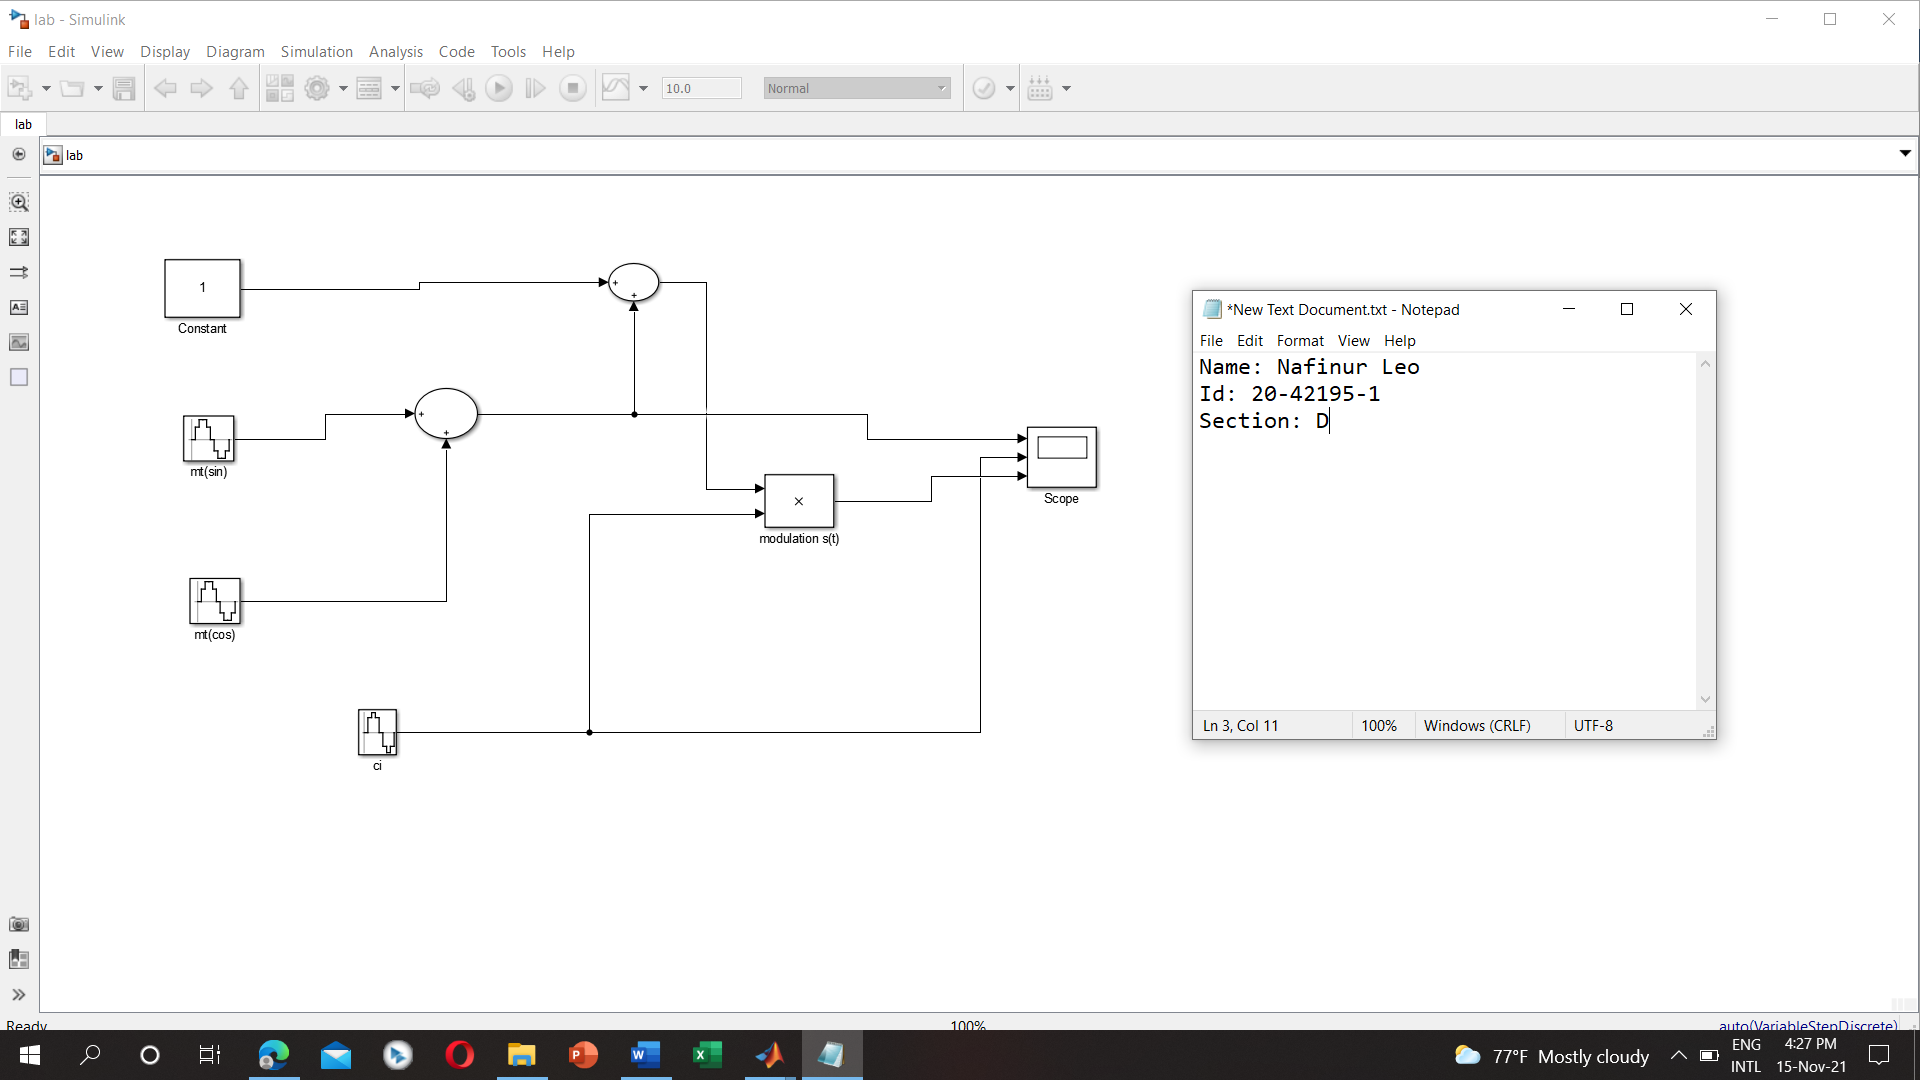 lab - Simulink
File Edit View Display Diagram Simulation Analysis Code Tools Help
10.0 Normal
lab
lab
1
Constant
mt(sin)
mt(cos)
ci
modulation s(t)
Scope
*New Text Document.txt - Notepad
File Edit Format View Help
Name: Nafinur Leo
Id: 20-42195-1
Section: D
Ln 3, Col 11 100% Windows (CRLF) UTF-8
Ready 100% auto(VariableStepDiscrete)
77°F Mostly cloudy
ENG
INTL
4:27 PM
15-Nov-21